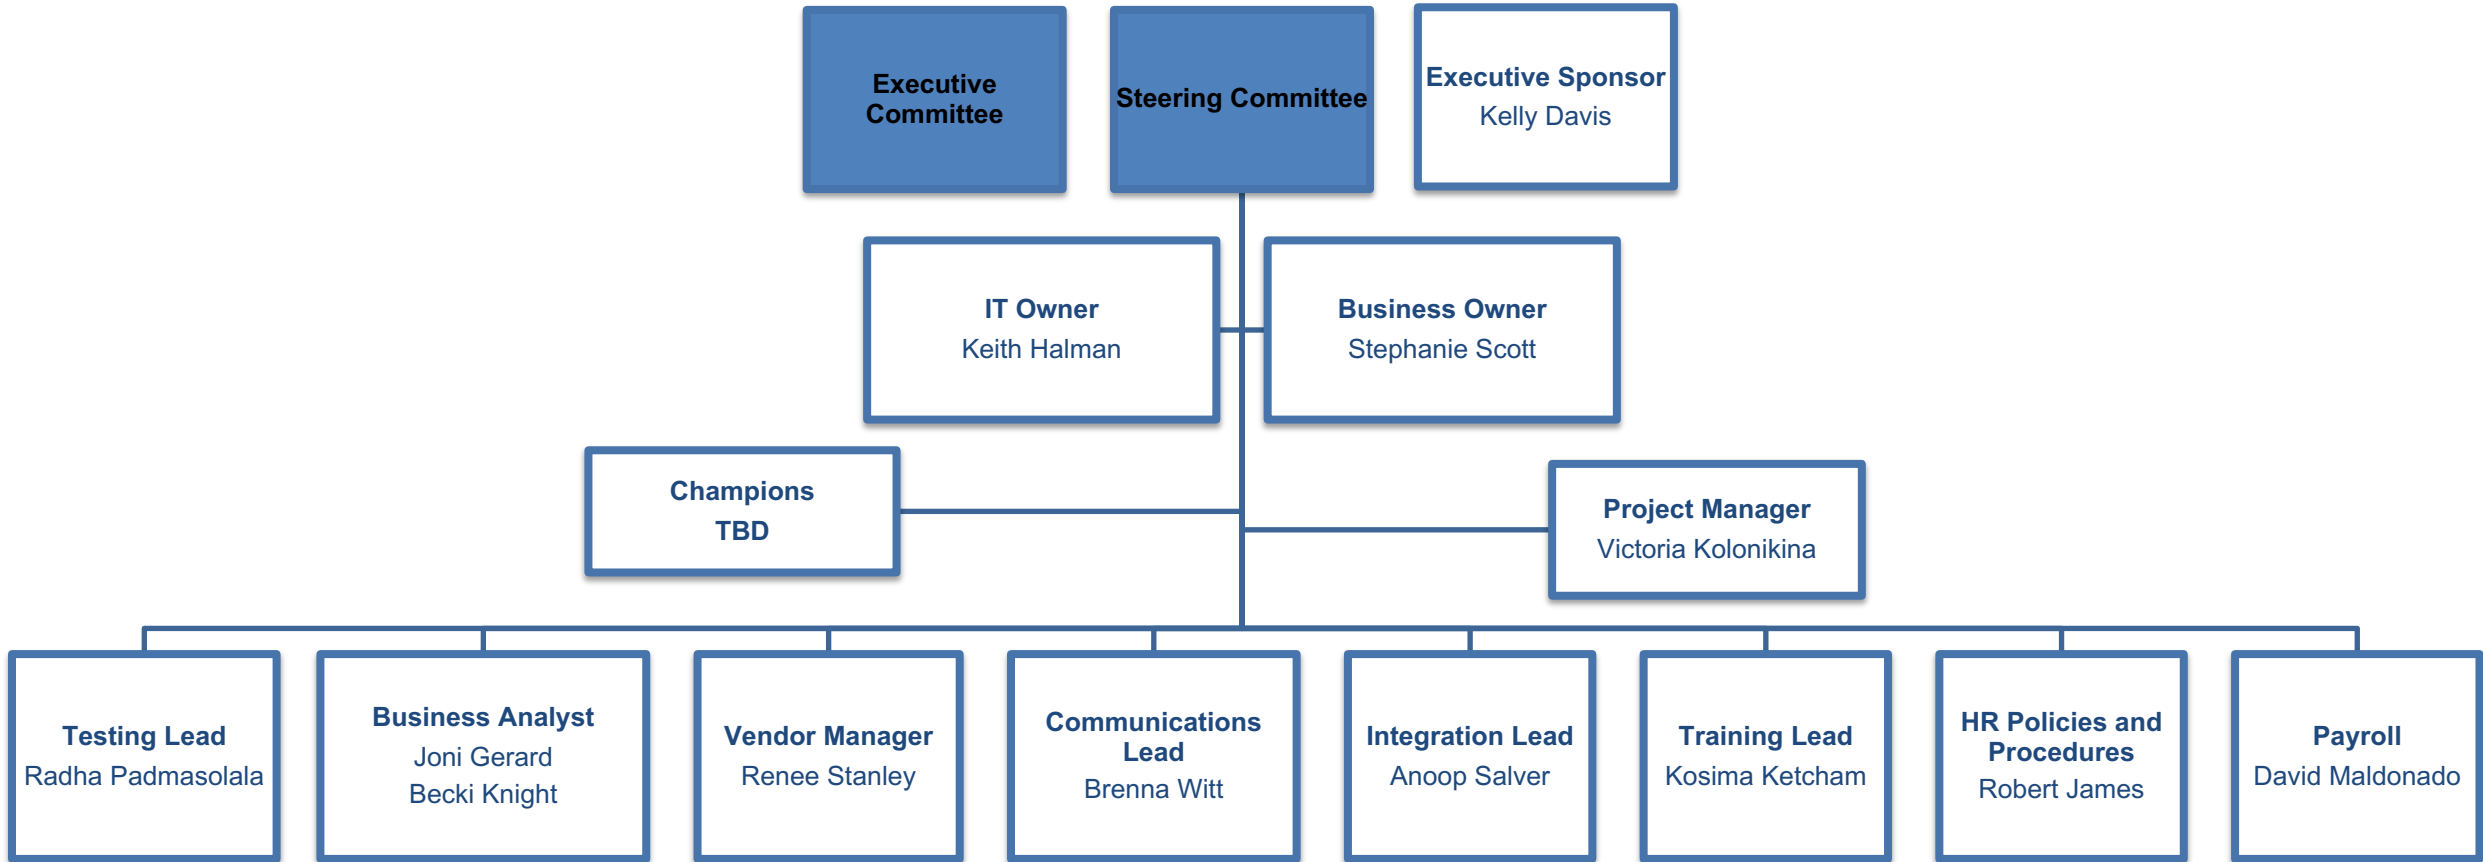 Executive
Committee
Steering Committee
Executive Sponsor
Kelly Davis
IT Owner
Keith Halman
Business Owner
Stephanie Scott
Champions
TBD
Project Manager
Victoria Kolonikina
Testing Lead
Radha Padmasolala
Business Analyst
Joni Gerard
Becki Knight
Vendor Manager
Renee Stanley
Communications
Lead
Brenna Witt
Integration Lead
Anoop Salver
Training Lead
Kosima Ketcham
HR Policies and
Procedures
Robert James
Payroll
David Maldonado